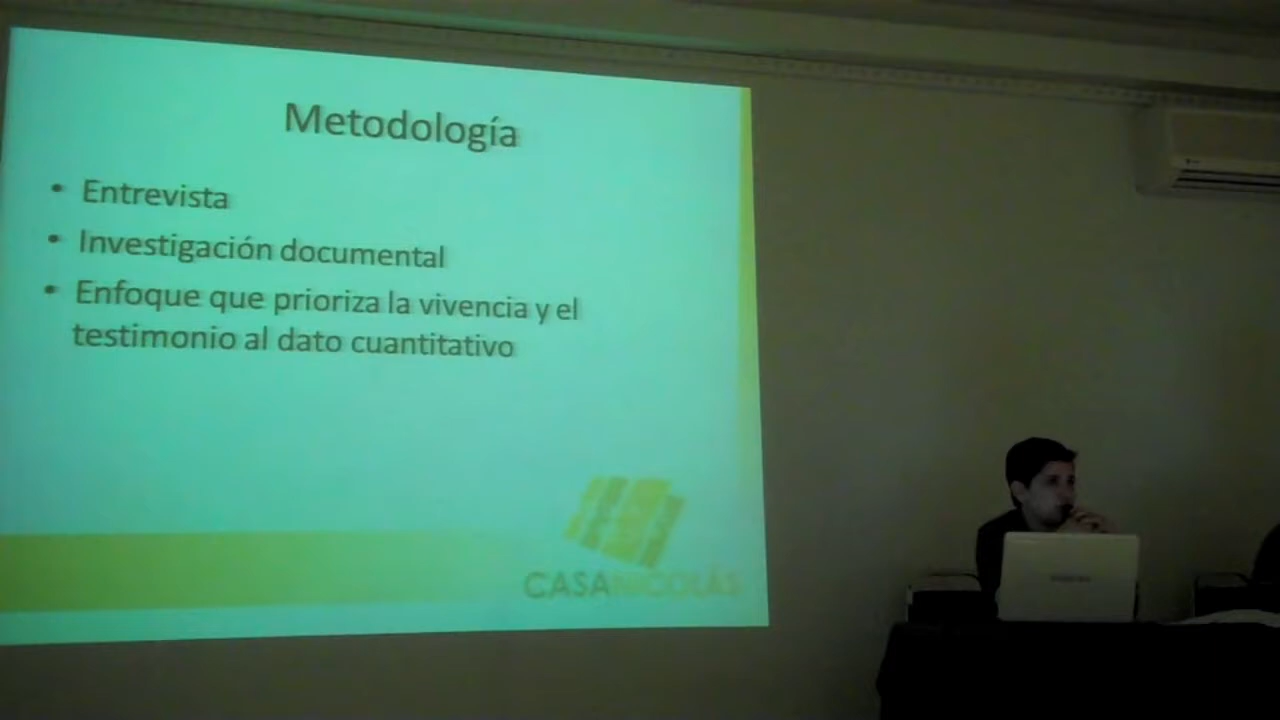 Metodología
• Entrevista
• Investigación documental
• Enfoque que prioriza la vivencia y el
testimonio al dato cuantitativo
CASANICOLÁS